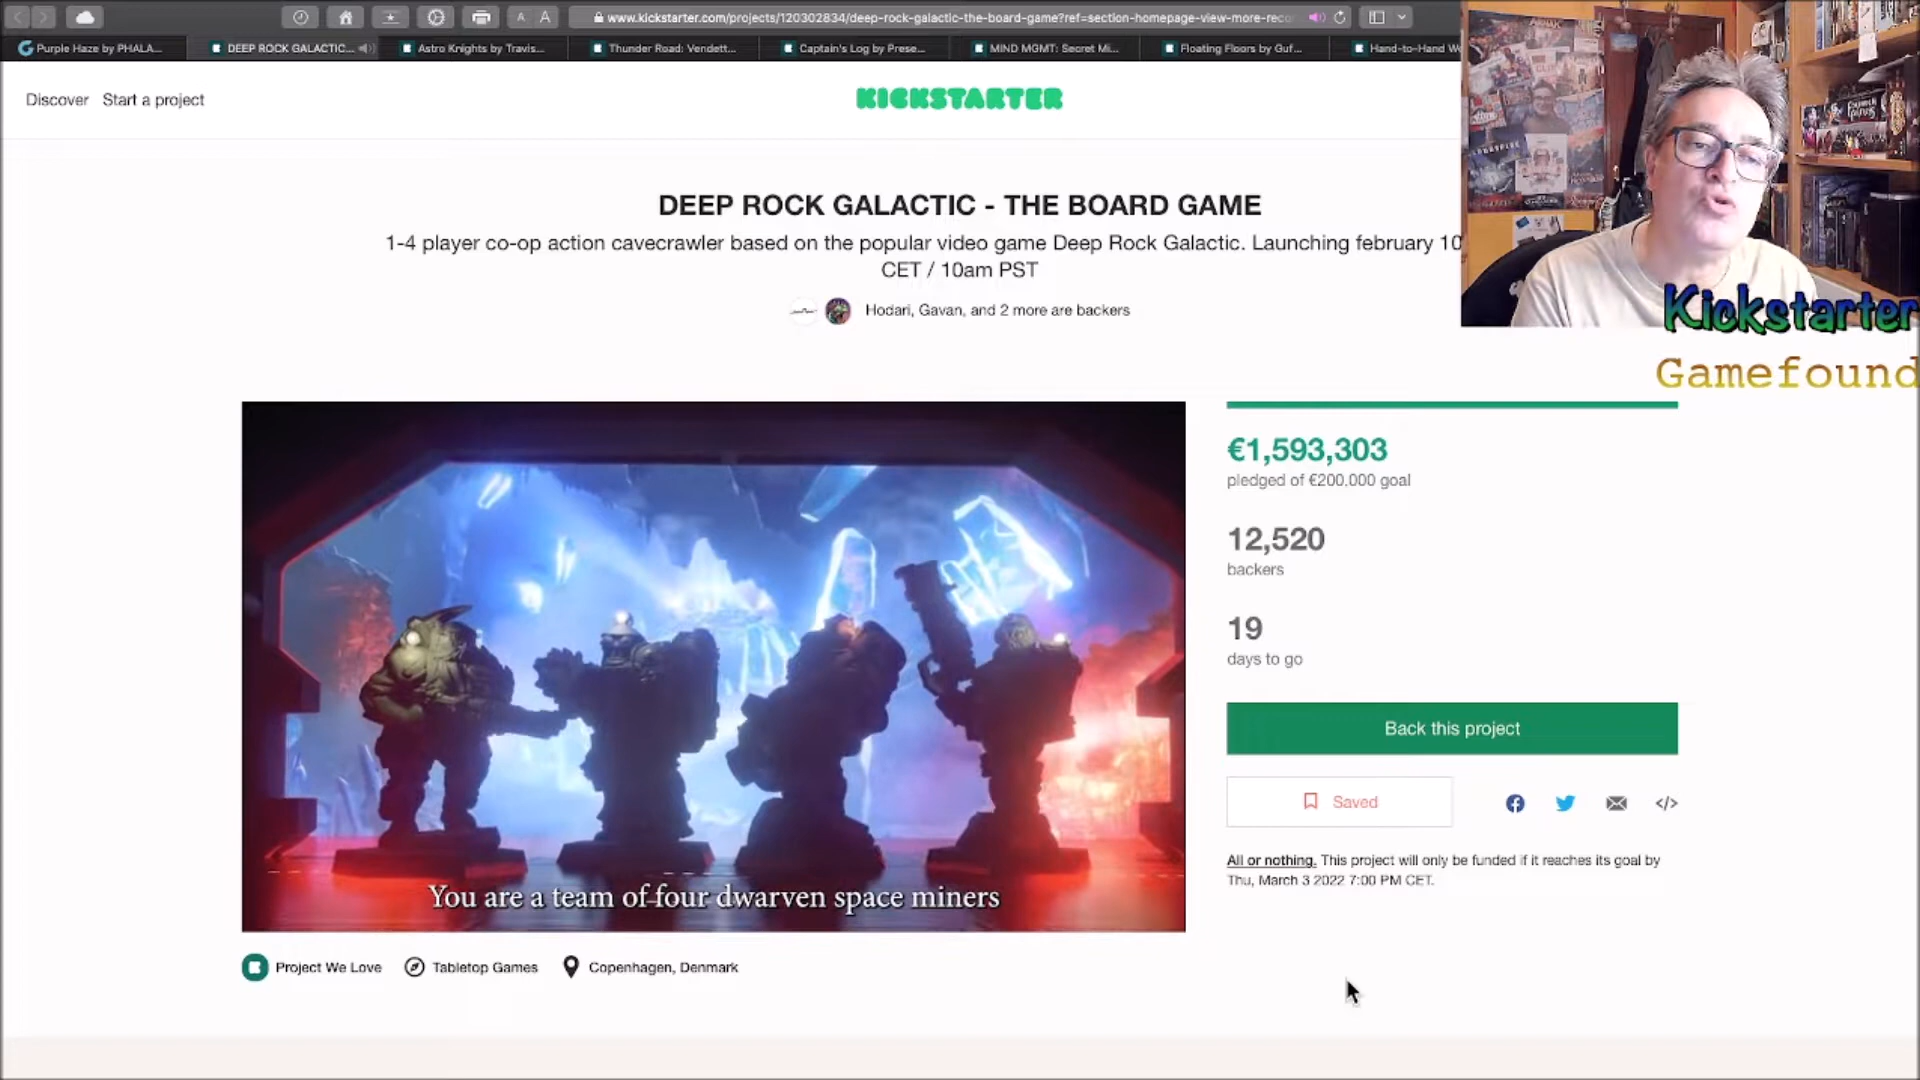 www.kickstarter.com/projects/120302834/deep-rock-galactic-the-board-game?ref=section-homepage-view-more-reco
Purple Haze by PHALA...
DEEP ROCK GALACTIC...
Astro Knights by Travis...
Thunder Road: Vendett...
Captain's Log by Prese...
MIND MGMT: Secret Mi...
Floating Floors by Guf...
Hand-to-Hand W
Discover Start a project
KICKSTARTER
DEEP ROCK GALACTIC - THE BOARD GAME
1-4 player co-op action cavecrawler based on the popular video game Deep Rock Galactic. Launching february 10
CET / 10am PST
Hodari, Gavan, and 2 more are backers
Kickstarter
Gamefound
€1,593,303
pledged of €200,000 goal
12,520
backers
19
days to go
Back this project
Saved
All or nothing. This project will only be funded if it reaches its goal by
Thu, March 3 2022 7:00 PM CET.
You are a team of four dwarven space miners
Project We Love Tabletop Games Copenhagen, Denmark